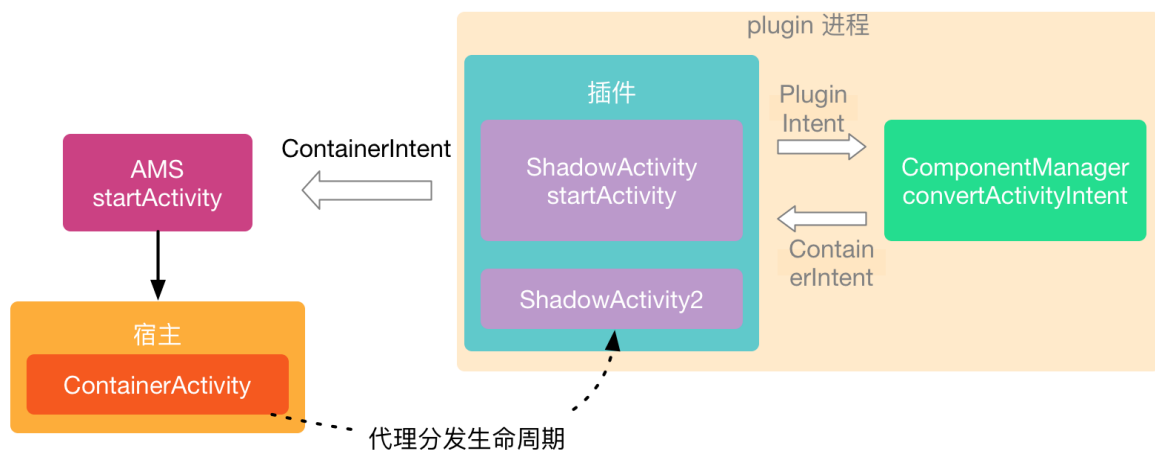 plugin 进程
插件
Plugin
Intent
ContainerIntent
AMS
startActivity
ShadowActivity
startActivity
ComponentManager
convertActivityIntent
Contain
erIntent
ShadowActivity2
宿主
ContainerActivity
代理分发生命周期